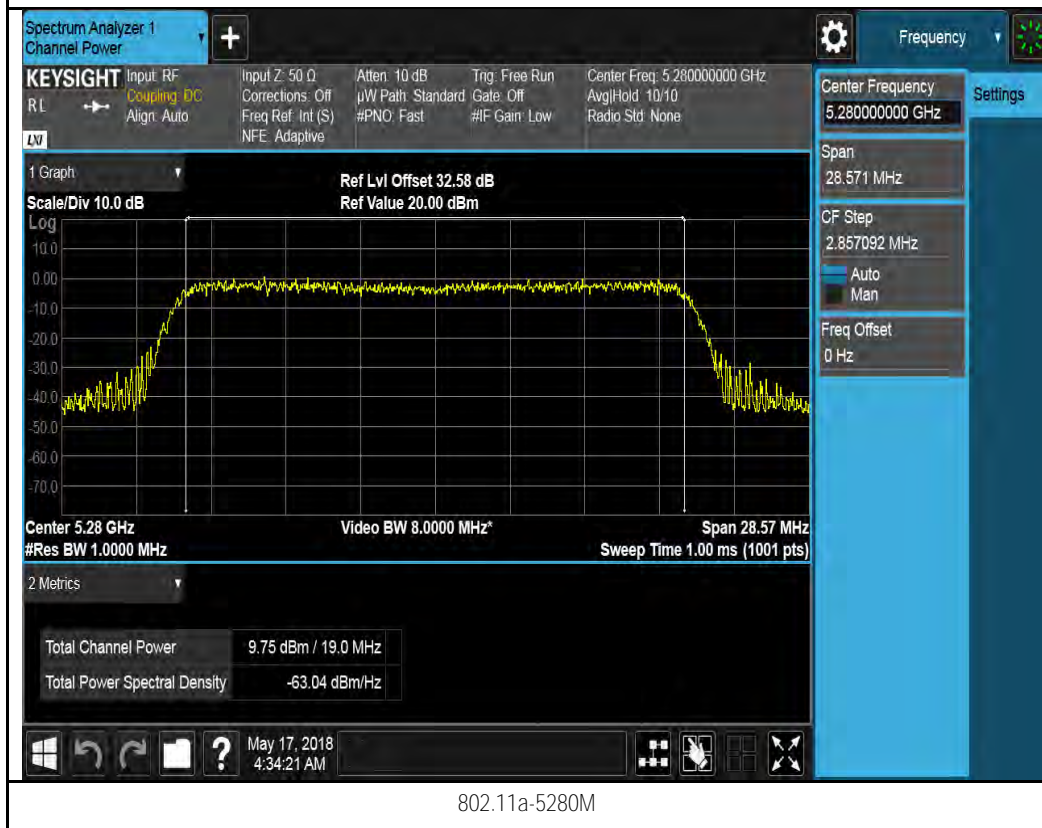 Spectrum Analyzer 1
Channel Power
Frequency
KEYSIGHT
R L
LXI
Input: RF
Coupling: DC
Align: Auto
Input Z: 50 Ω
Corrections: Off
Freq Ref: Int (S)
NFE: Adaptive
Atten: 10 dB
µW Path: Standard
#PNO: Fast
Trig: Free Run
Gate: Off
#IF Gain: Low
Center Freq: 5.280000000 GHz
Avg|Hold: 10/10
Radio Std: None
Center Frequency
5.280000000 GHz
Settings
Span
28.571 MHz
CF Step
2.857092 MHz
Auto
Man
Freq Offset
0 Hz
1 Graph
Scale/Div 10.0 dB
Ref Lvl Offset 32.58 dB
Ref Value 20.00 dBm
Log
10.0
0.00
-10.0
-20.0
-30.0
-40.0
-50.0
-60.0
-70.0
Center 5.28 GHz
#Res BW 1.0000 MHz
Video BW 8.0000 MHz*
Span 28.57 MHz
Sweep Time 1.00 ms (1001 pts)
2 Metrics
Total Channel Power 9.75 dBm / 19.0 MHz
Total Power Spectral Density -63.04 dBm/Hz
?
May 17, 2018
4:34:21 AM
802.11a-5280M